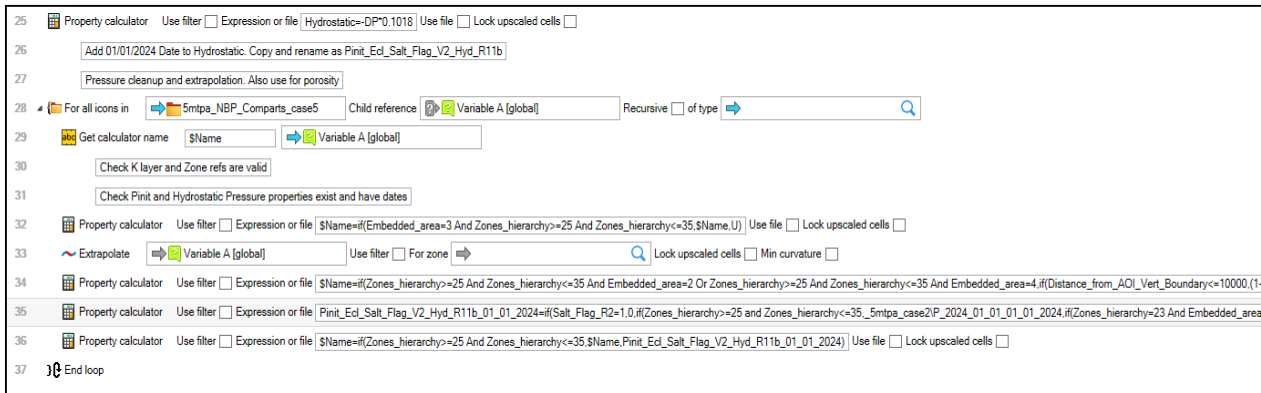 25 Property calculator Use filter Expression or file Hydrostatic=-DP*0.1018 Use file Lock upscaled cells
26 Add 01/01/2024 Date to Hydrostatic. Copy and rename as Pinit_Ecl_Salt_Flag_V2_Hyd_R11b
27 Pressure cleanup and extrapolation. Also use for porosity
28 For all icons in 5mtpa_NBP_Comparts_case5 Child reference Variable A [global] Recursive of type
29 abc Get calculator name $Name Variable A [global]
30 Check K layer and Zone refs are valid
31 Check Pinit and Hydrostatic Pressure properties exist and have dates
32 Property calculator Use filter Expression or file $Name=if(Embedded_area=3 And Zones_hierarchy>=25 And Zones_hierarchy<=35,$Name,U) Use file Lock upscaled cells
33 Extrapolate Variable A [global] Use filter For zone Lock upscaled cells Min curvature
34 Property calculator Use filter Expression or file $Name=if(Zones_hierarchy>=25 And Zones_hierarchy<=35 And Embedded_area=2 Or Zones_hierarchy>=25 And Zones_hierarchy<=35 And Embedded_area=4,if(Distance_from_AOI_Vert_Boundary<=10000,(1-
35 Property calculator Use filter Expression or file Pinit_Ecl_Salt_Flag_V2_Hyd_R11b_01_01_2024=if(Salt_Flag_R2=1,0,if(Zones_hierarchy>=25 and Zones_hierarchy<=35,_5mtpa_case2\P_2024_01_01_01_01_2024,if(Zones_hierarchy=23 And Embedded_area
36 Property calculator Use filter Expression or file $Name=if(Zones_hierarchy>=25 And Zones_hierarchy<=35,$Name,Pinit_Ecl_Salt_Flag_V2_Hyd_R11b_01_01_2024) Use file Lock upscaled cells
37 End loop